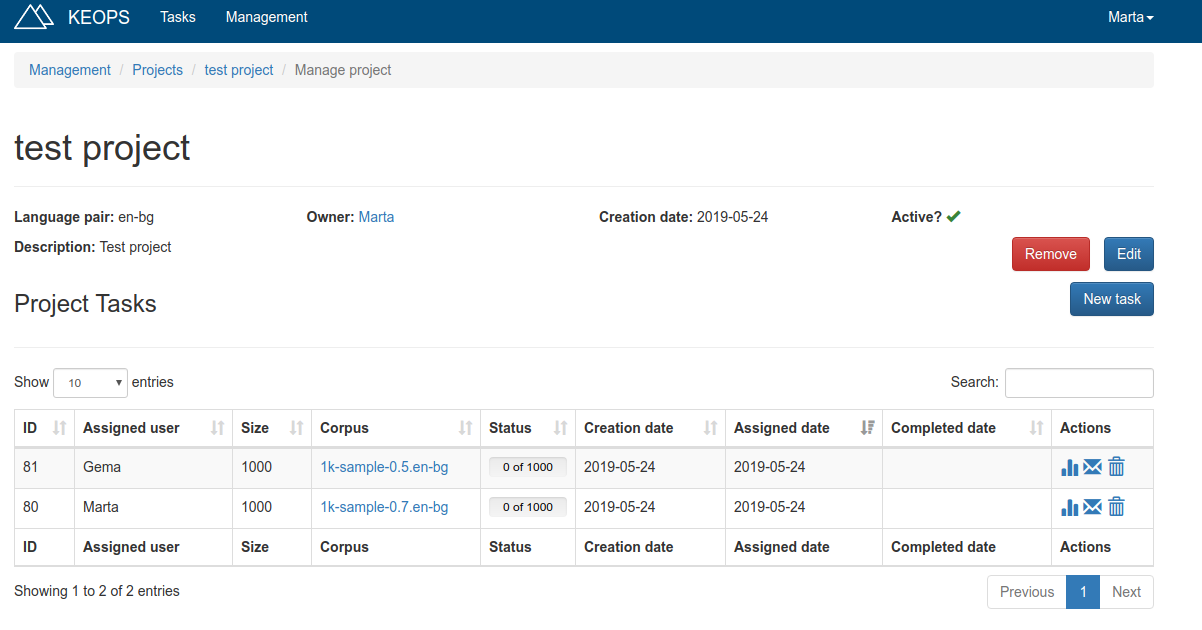 KEOPS Tasks Management Marta
Management / Projects / test project / Manage project
test project
Language pair: en-bg Owner: Marta Creation date: 2019-05-24 Active?
Description: Test project
Remove Edit
Project Tasks New task
Show 10 entries Search:
ID Assigned user Size Corpus Status Creation date Assigned date Completed date Actions
81 Gema 1000 1k-sample-0.5.en-bg 0 of 1000 2019-05-24 2019-05-24
80 Marta 1000 1k-sample-0.7.en-bg 0 of 1000 2019-05-24 2019-05-24
ID Assigned user Size Corpus Status Creation date Assigned date Completed date Actions
Showing 1 to 2 of 2 entries Previous 1 Next